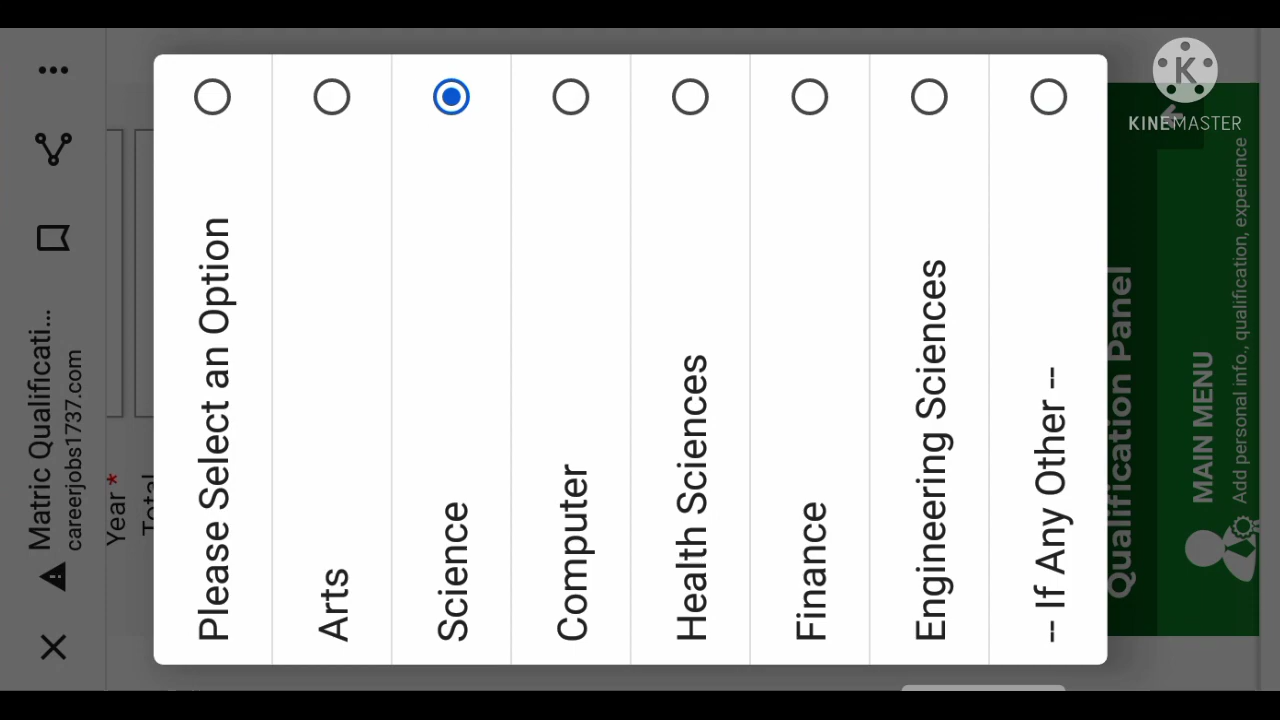 Matric Qualificati...
careerjobs1737.com
Year *
Please Select an Option
Arts
Science
Computer
Health Sciences
Finance
Engineering Sciences
-- If Any Other --
Qualification Panel
MAIN MENU
Add personal info., qualification, experience
K
KINEMASTER